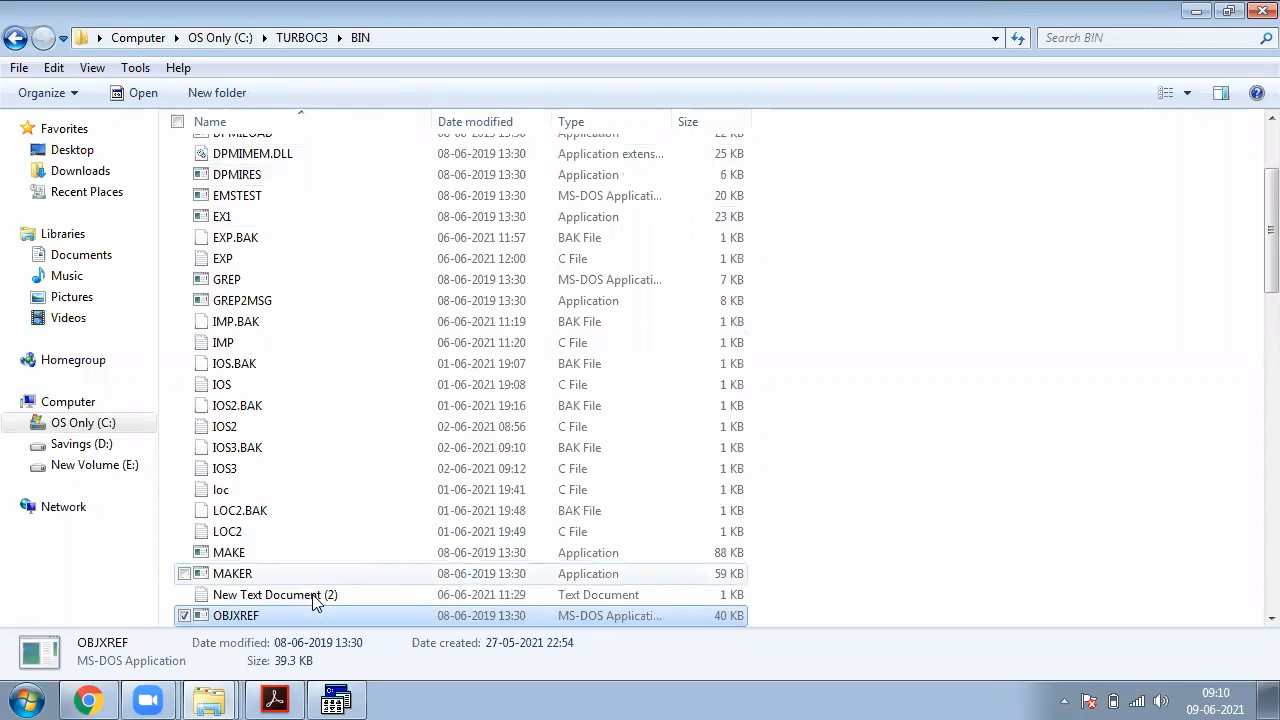 Computer OS Only (C:) TURBOC3 BIN Search BIN
File Edit View Tools Help
Organize Open New folder
Name Date modified Type Size
Favorites
Desktop
Downloads
Recent Places
Libraries
Documents
Music
Pictures
Videos
Homegroup
Computer
OS Only (C:)
Savings (D:)
New Volume (E:)
Network
DPMILOAD 08-06-2019 13:30 Application 22 KB
DPMIMEM.DLL 08-06-2019 13:30 Application extens... 25 KB
DPMIRES 08-06-2019 13:30 Application 6 KB
EMSTEST 08-06-2019 13:30 MS-DOS Applicati... 20 KB
EX1 08-06-2019 13:30 Application 23 KB
EXP.BAK 06-06-2021 11:57 BAK File 1 KB
EXP 06-06-2021 12:00 C File 1 KB
GREP 08-06-2019 13:30 MS-DOS Applicati... 7 KB
GREP2MSG 08-06-2019 13:30 Application 8 KB
IMP.BAK 06-06-2021 11:19 BAK File 1 KB
IMP 06-06-2021 11:20 C File 1 KB
IOS.BAK 01-06-2021 19:07 BAK File 1 KB
IOS 01-06-2021 19:08 C File 1 KB
IOS2.BAK 01-06-2021 19:16 BAK File 1 KB
IOS2 02-06-2021 08:56 C File 1 KB
IOS3.BAK 02-06-2021 09:10 BAK File 1 KB
IOS3 02-06-2021 09:12 C File 1 KB
loc 01-06-2021 19:41 C File 1 KB
LOC2.BAK 01-06-2021 19:48 BAK File 1 KB
LOC2 01-06-2021 19:49 C File 1 KB
MAKE 08-06-2019 13:30 Application 88 KB
MAKER 08-06-2019 13:30 Application 59 KB
New Text Document (2) 06-06-2021 11:29 Text Document 1 KB
OBJXREF 08-06-2019 13:30 MS-DOS Applicati... 40 KB
OBJXREF Date modified: 08-06-2019 13:30 Date created: 27-05-2021 22:54
MS-DOS Application Size: 39.3 KB
09:10
09-06-2021